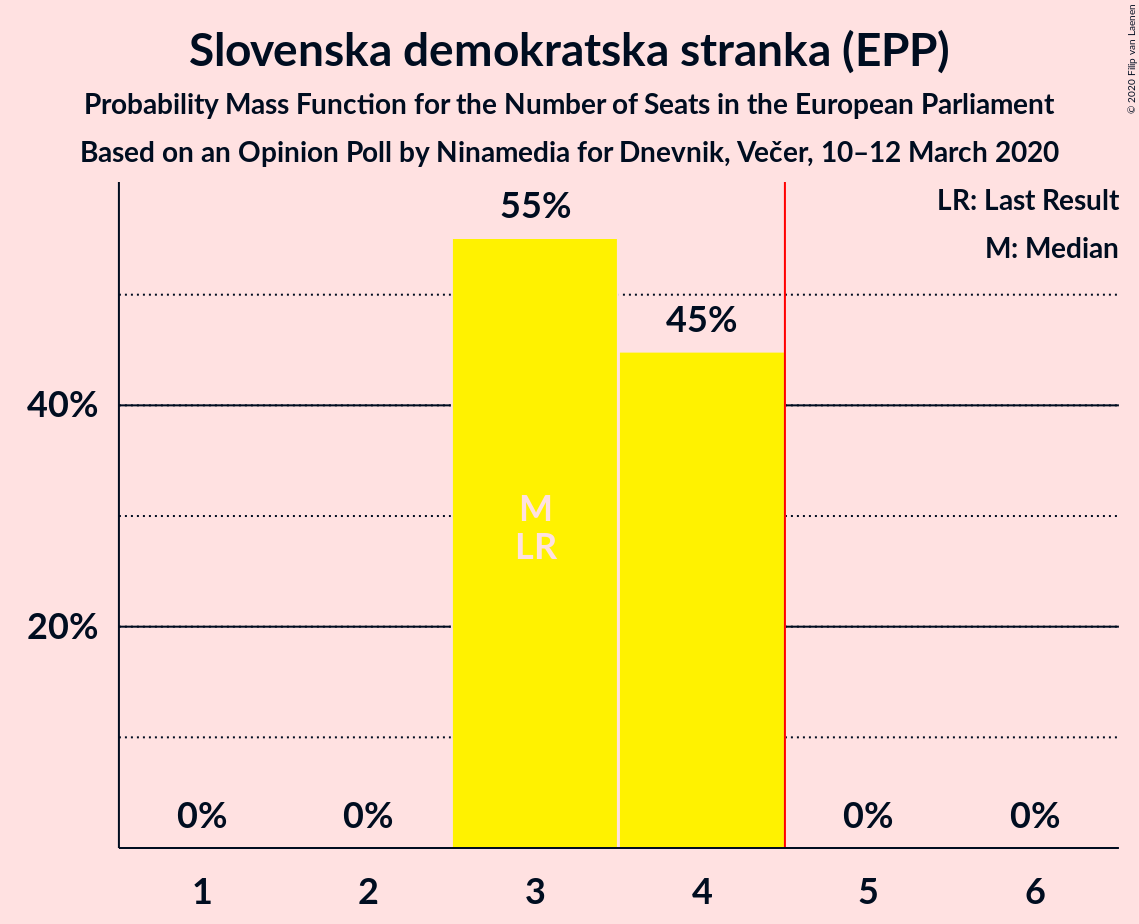 Slovenska demokratska stranka (EPP)
Probability Mass Function for the Number of Seats in the European Parliament
Based on an Opinion Poll by Ninamedia for Dnevnik, Večer, 10–12 March 2020
© 2020 Filip van Laenen
LR: Last Result
M: Median
55%
45%
40%
20%
M
LR
0%
0%
0%
0%
1
2
3
4
5
6